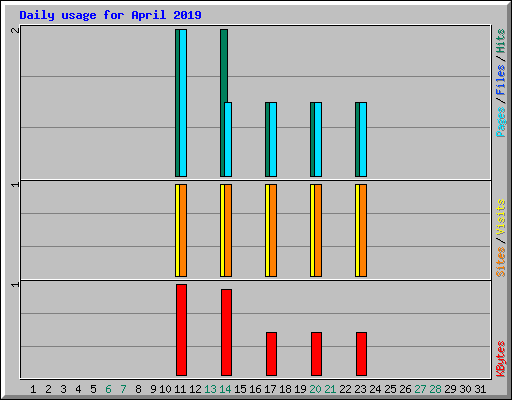 Daily usage for April 2019
2
Pages / Files / Hits
1
Sites / Visits
1
KBytes
1 2 3 4 5 6 7 8 9 10 11 12 13 14 15 16 17 18 19 20 21 22 23 24 25 26 27 28 29 30 31